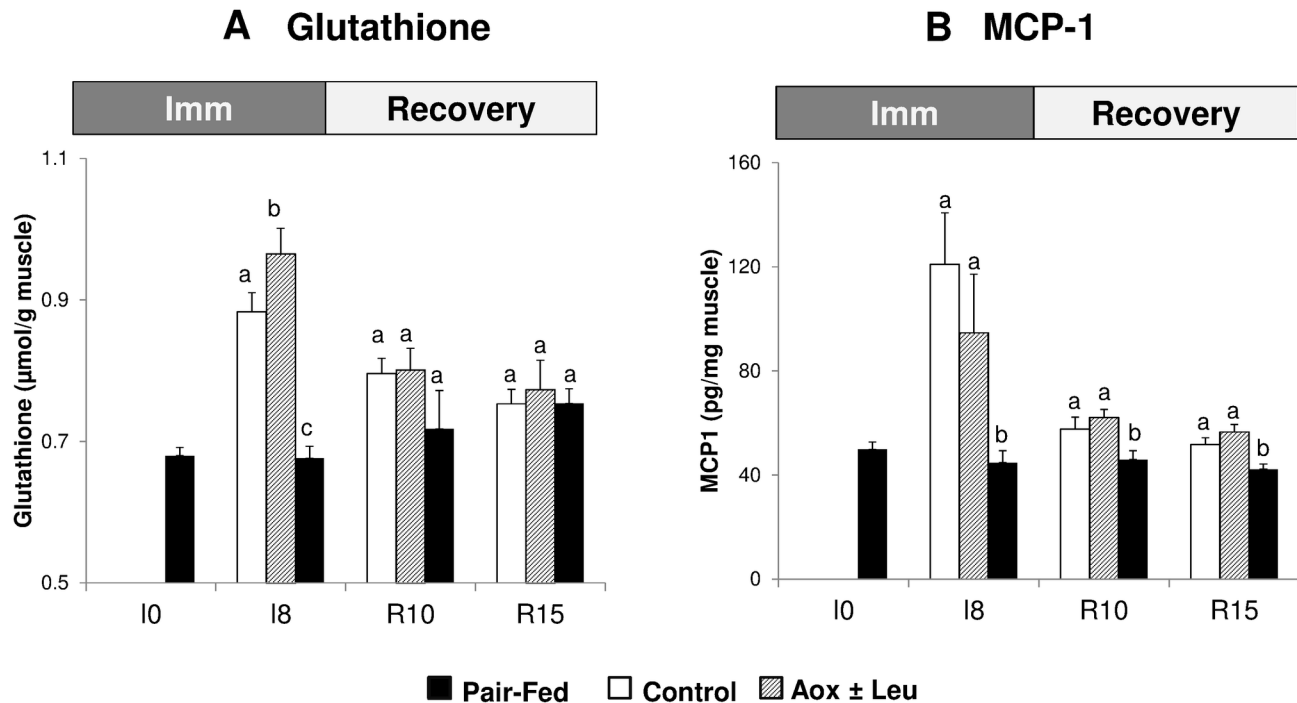 A Glutathione
Imm Recovery
Glutathione (µmol/g muscle)
1.1
0.9
0.7
0.5
a b c
a a a
a a a
I0 I8 R10 R15
B MCP-1
Imm Recovery
MCP1 (pg/mg muscle)
160
120
80
40
0
a a b
a a b
a a b
I0 I8 R10 R15
Pair-Fed Control Aox ± Leu